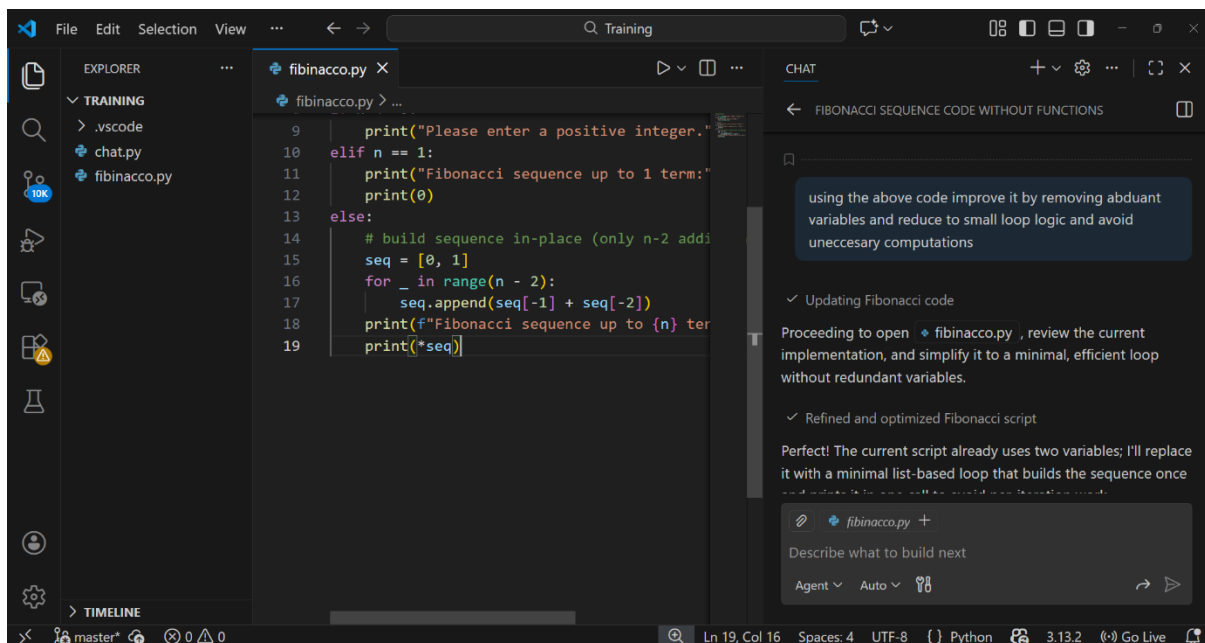 File Edit Selection View ··· ← → Training
EXPLORER ···
TRAINING
> .vscode
chat.py
fibinacco.py
10K
> TIMELINE
fibinacco.py ×
fibinacco.py > ...
9 print("Please enter a positive integer."
10 elif n == 1:
11 print("Fibonacci sequence up to 1 term:"
12 print(0)
13 else:
14 # build sequence in-place (only n-2 addi
15 seq = [0, 1]
16 for _ in range(n - 2):
17 seq.append(seq[-1] + seq[-2])
18 print(f"Fibonacci sequence up to {n} ter
19 print(*seq)
CHAT
FIBONACCI SEQUENCE CODE WITHOUT FUNCTIONS
using the above code improve it by removing abduant
variables and reduce to small loop logic and avoid
uneccesary computations
✓ Updating Fibonacci code
Proceeding to open fibinacco.py , review the current
implementation, and simplify it to a minimal, efficient loop
without redundant variables.
✓ Refined and optimized Fibonacci script
Perfect! The current script already uses two variables; I'll replace
it with a minimal list-based loop that builds the sequence once
fibinacco.py +
Describe what to build next
Agent Auto
master* 0 0 Ln 19, Col 16 Spaces: 4 UTF-8 { } Python 3.13.2 Go Live